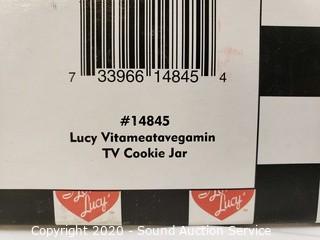 7 33966 14845 4
#14845
Lucy Vitameatavegamin
TV Cookie Jar
Lucy
Lucy
Copyright 2020 - Sound Auction Service